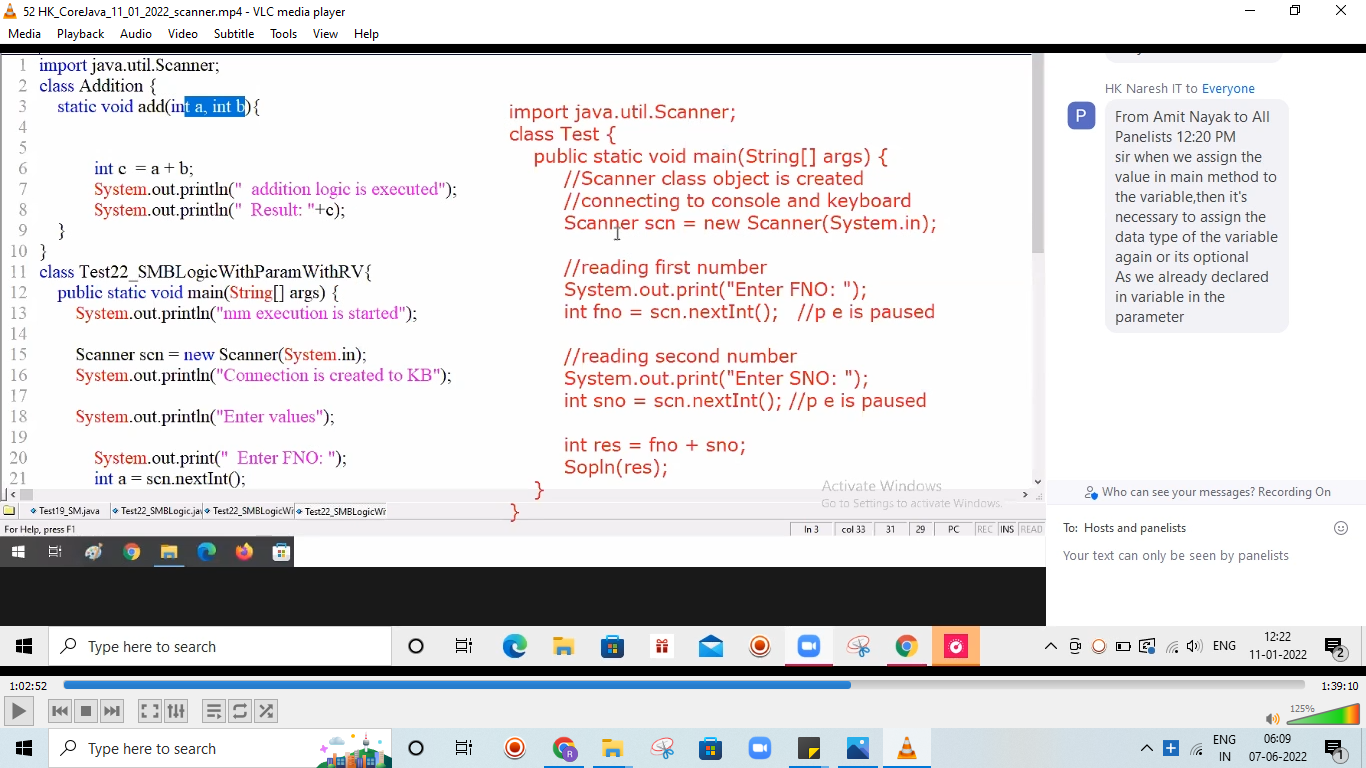 52 HK_CoreJava_11_01_2022_scanner.mp4 - VLC media player
Media Playback Audio Video Subtitle Tools View Help
1 import java.util.Scanner;
2 class Addition {
3 static void add(int a, int b){
4
5
6 int c = a + b;
7 System.out.println(" addition logic is executed");
8 System.out.println(" Result: "+c);
9 }
10 }
11 class Test22_SMBLogicWithParamWithRV{
12 public static void main(String[] args) {
13 System.out.println("mm execution is started");
14
15 Scanner scn = new Scanner(System.in);
16 System.out.println("Connection is created to KB");
17
18 System.out.println("Enter values");
19
20 System.out.print(" Enter FNO: ");
21 int a = scn.nextInt();
import java.util.Scanner;
class Test {
public static void main(String[] args) {
//Scanner class object is created
//connecting to console and keyboard
Scanner scn = new Scanner(System.in);
//reading first number
System.out.print("Enter FNO: ");
int fno = scn.nextInt(); //p e is paused
//reading second number
System.out.print("Enter SNO: ");
int sno = scn.nextInt(); //p e is paused
int res = fno + sno;
Sopln(res);
}
}
Activate Windows
Go to Settings to activate Windows.
Test19_SM.java Test22_SMBLogic.ja Test22_SMBLogicWi Test22_SMBLogicWi
For Help, press F1
ln 3 col 33 31 29 PC REC INS READ
HK Naresh IT to Everyone
P
From Amit Nayak to All
Panelists 12:20 PM
sir when we assign the
value in main method to
the variable,then it's
necessary to assign the
data type of the variable
again or its optional
As we already declared
in variable in the
parameter
Who can see your messages? Recording On
To: Hosts and panelists
Your text can only be seen by panelists
Type here to search
ENG
12:22
11-01-2022
2
1:02:52
1:39:10
125%
Type here to search
R
ENG
IN
06:09
07-06-2022
1